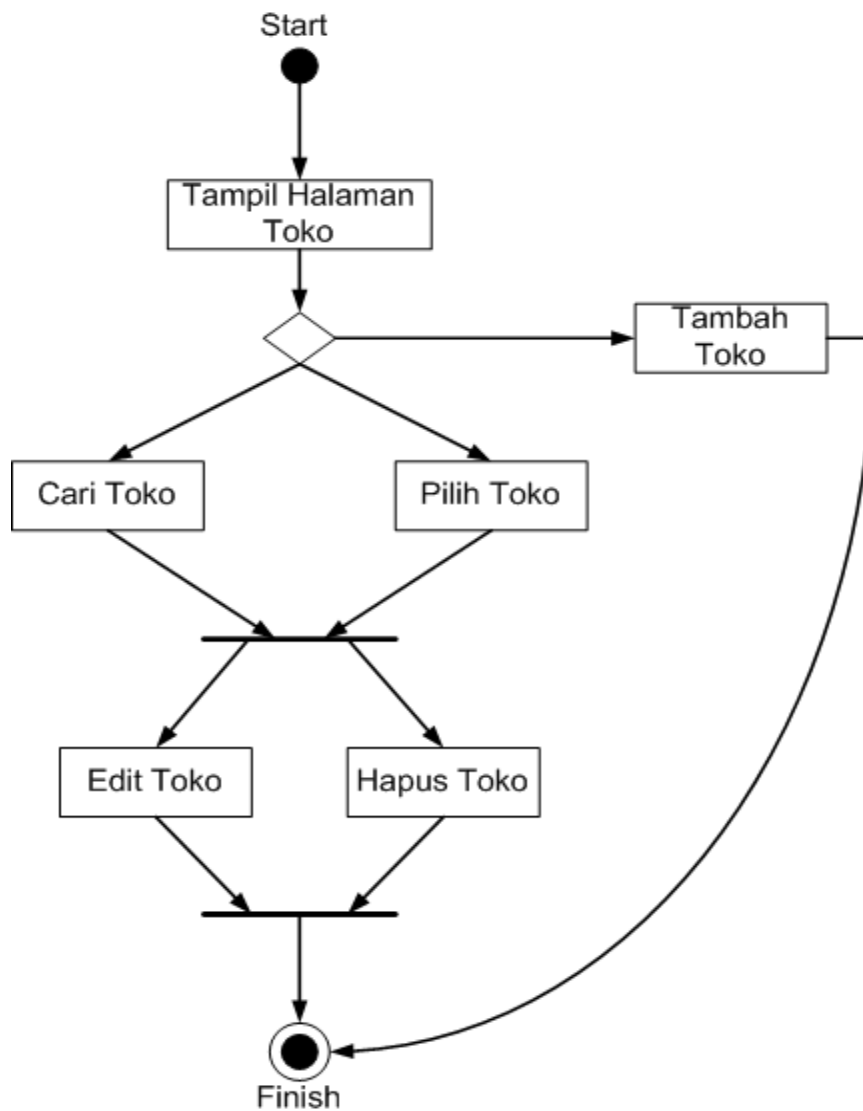 Start
Tampil Halaman
Toko
Tambah
Toko
Cari Toko
Pilih Toko
Edit Toko
Hapus Toko
Finish